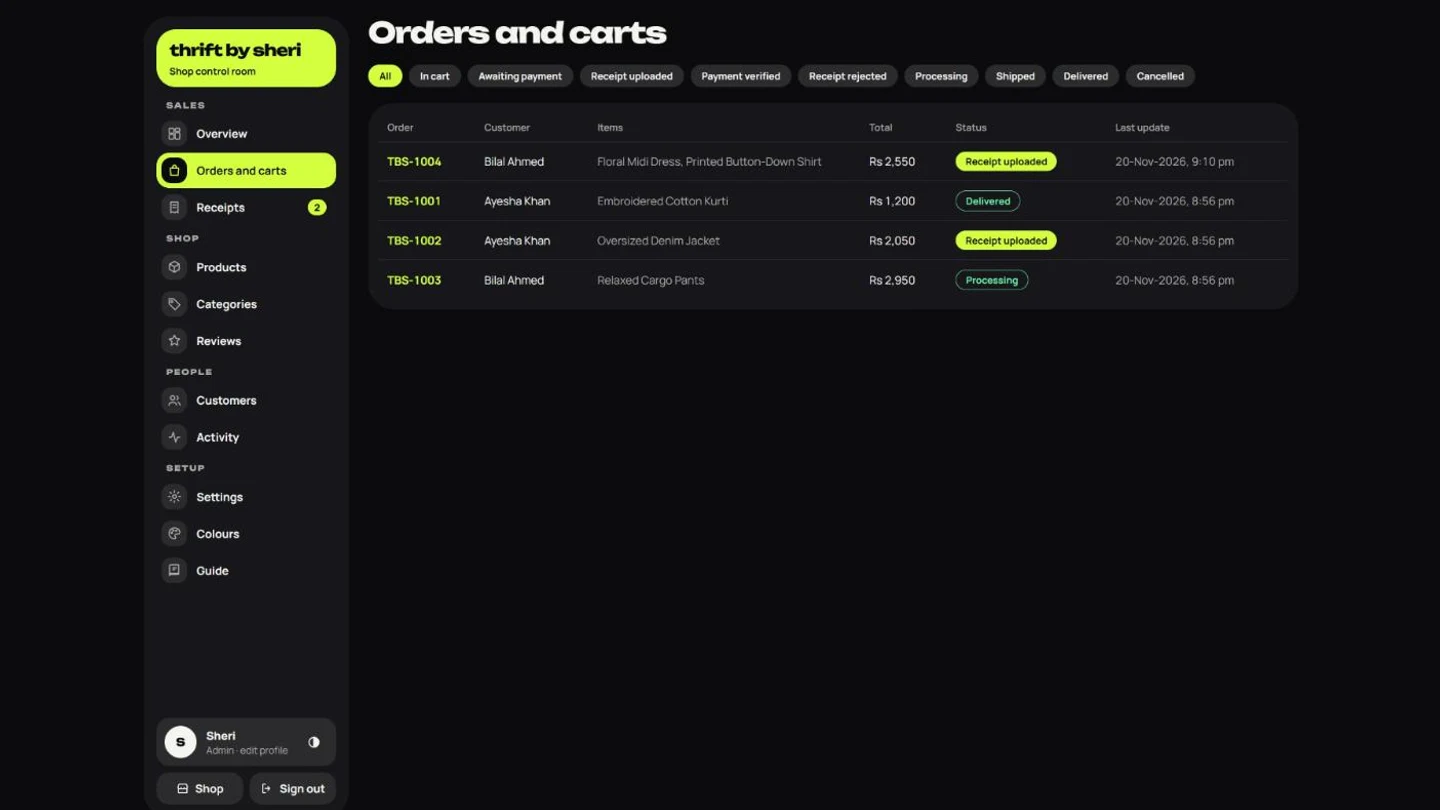 thrift by sheri
Shop control room
SALES
Overview
Orders and carts
Receipts 2
SHOP
Products
Categories
Reviews
PEOPLE
Customers
Activity
SETUP
Settings
Colours
Guide
S Sheri
Admin · edit profile
Shop Sign out
Orders and carts
All In cart Awaiting payment Receipt uploaded Payment verified Receipt rejected Processing Shipped Delivered Cancelled
Order Customer Items Total Status Last update
TBS-1004 Bilal Ahmed Floral Midi Dress, Printed Button-Down Shirt Rs 2,550 Receipt uploaded 20-Nov-2026, 9:10 pm
TBS-1001 Ayesha Khan Embroidered Cotton Kurti Rs 1,200 Delivered 20-Nov-2026, 8:56 pm
TBS-1002 Ayesha Khan Oversized Denim Jacket Rs 2,050 Receipt uploaded 20-Nov-2026, 8:56 pm
TBS-1003 Bilal Ahmed Relaxed Cargo Pants Rs 2,950 Processing 20-Nov-2026, 8:56 pm